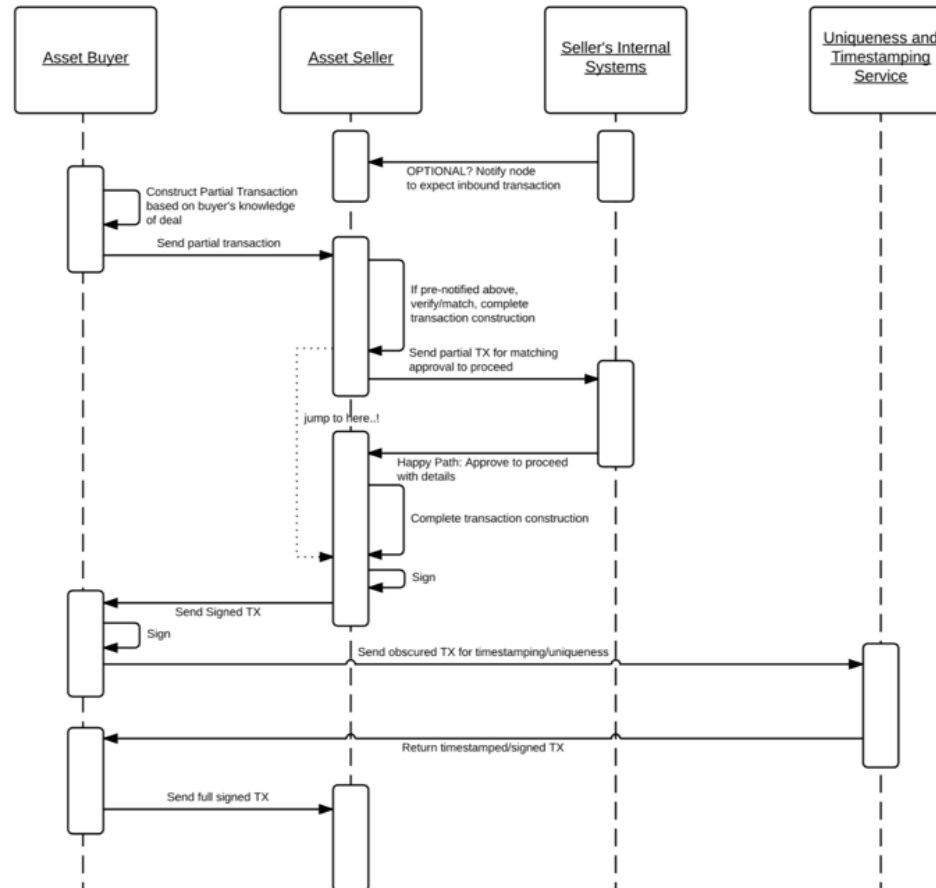 Asset Buyer
Asset Seller
Seller's Internal
Systems
Uniqueness and
Timestamping
Service
OPTIONAL? Notify node
to expect inbound transaction
Construct Partial Transaction
based on buyer's knowledge
of deal
Send partial transaction
If pre-notified above,
verify/match, complete
transaction construction
Send partial TX for matching
approval to proceed
jump to here..!
Happy Path: Approve to proceed
with details
Complete transaction construction
Sign
Send Signed TX
Sign
Send obscured TX for timestamping/uniqueness
Return timestamped/signed TX
Send full signed TX